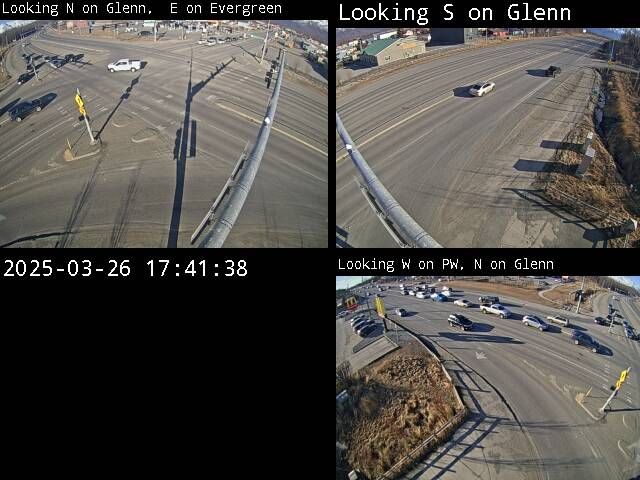 Looking N on Glenn,  E on Evergreen
Looking S on Glenn
2025-03-26 17:41:38
Looking W on PW, N on Glenn